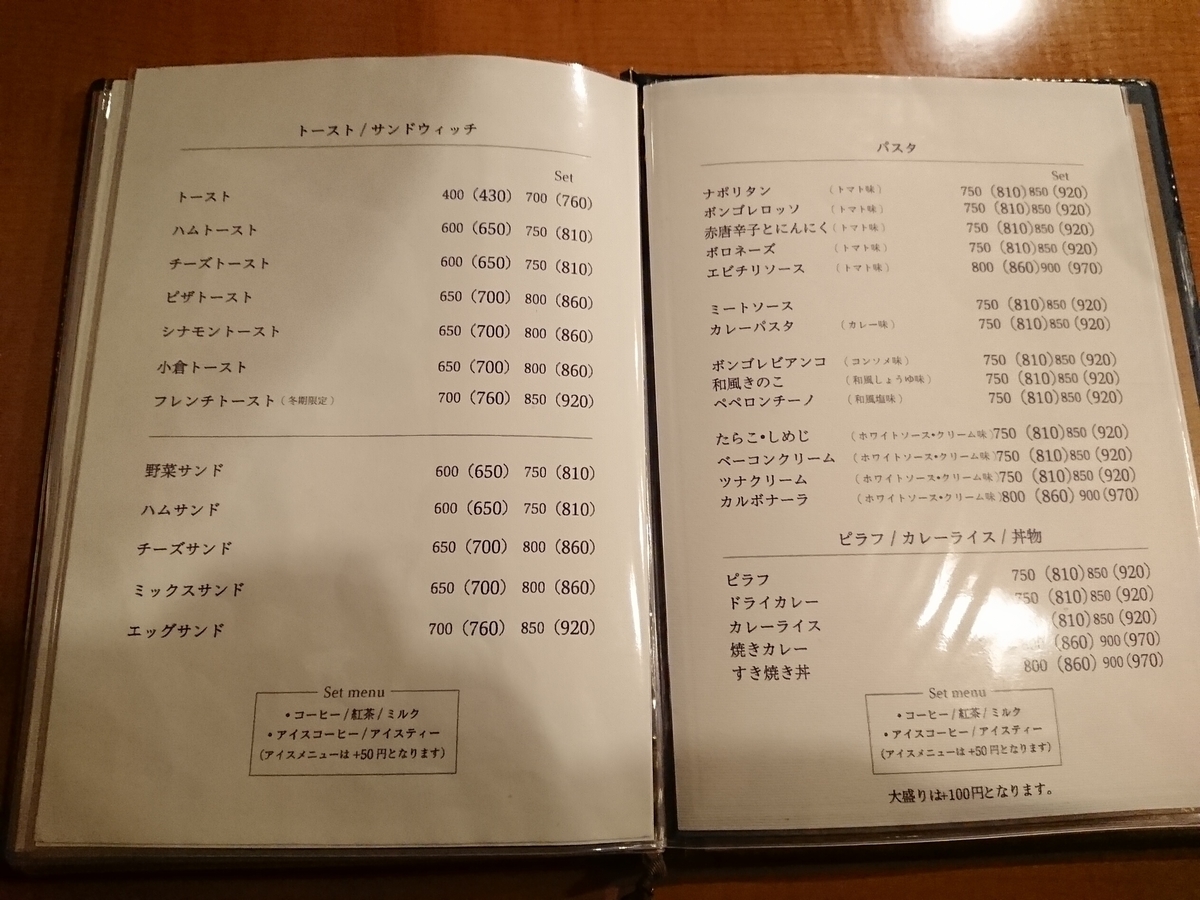 トースト / サンドウィッチ
Set
トースト 400 (430) 700 (760)
ハムトースト 600 (650) 750 (810)
チーズトースト 600 (650) 750 (810)
ピザトースト 650 (700) 800 (860)
シナモントースト 650 (700) 800 (860)
小倉トースト 650 (700) 800 (860)
フレンチトースト (冬期限定) 700 (760) 850 (920)
野菜サンド 600 (650) 750 (810)
ハムサンド 600 (650) 750 (810)
チーズサンド 650 (700) 800 (860)
ミックスサンド 650 (700) 800 (860)
エッグサンド 700 (760) 850 (920)
Set menu
•コーヒー / 紅茶 / ミルク
•アイスコーヒー / アイスティー
(アイスメニューは +50 円となります)
パスタ
Set
ナポリタン (トマト味) 750 (810) 850 (920)
ボンゴレロッソ (トマト味) 750 (810) 850 (920)
赤唐辛子とにんにく (トマト味) 750 (810) 850 (920)
ボロネーズ (トマト味) 750 (810) 850 (920)
エビチリソース (トマト味) 800 (860) 900 (970)
ミートソース 750 (810) 850 (920)
カレーパスタ (カレー味) 750 (810) 850 (920)
ボンゴレビアンコ (コンソメ味) 750 (810) 850 (920)
和風きのこ (和風しょうゆ味) 750 (810) 850 (920)
ペペロンチーノ (和風塩味) 750 (810) 850 (920)
たらこ•しめじ (ホワイトソース•クリーム味) 750 (810) 850 (920)
ベーコンクリーム (ホワイトソース•クリーム味) 750 (810) 850 (920)
ツナクリーム (ホワイトソース•クリーム味) 750 (810) 850 (920)
カルボナーラ (ホワイトソース•クリーム味) 800 (860) 900 (970)
ピラフ / カレーライス / 丼物
ピラフ 750 (810) 850 (920)
ドライカレー 750 (810) 850 (920)
カレーライス (810) 850 (920)
焼きカレー (860) 900 (970)
すき焼き丼 800 (860) 900 (970)
Set menu
•コーヒー / 紅茶 / ミルク
•アイスコーヒー / アイスティー
(アイスメニューは +50 円となります)
大盛りは+100円となります。